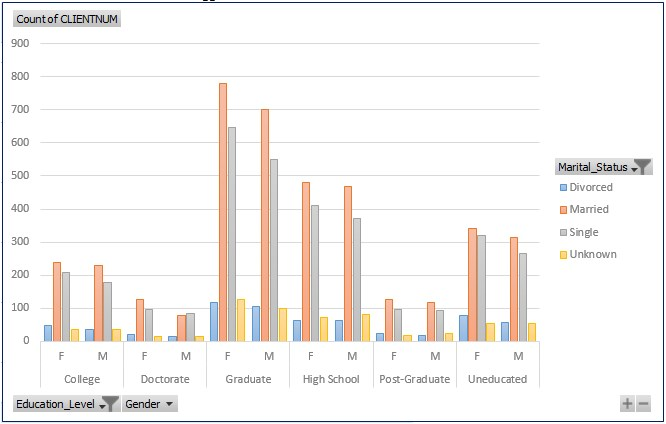 Count of CLIENTNUM
900
800
700
600
500
400
300
200
100
0
F M F M F M F M F M F M
College Doctorate Graduate High School Post-Graduate Uneducated
Marital_Status
Divorced
Married
Single
Unknown
Education_Level Gender